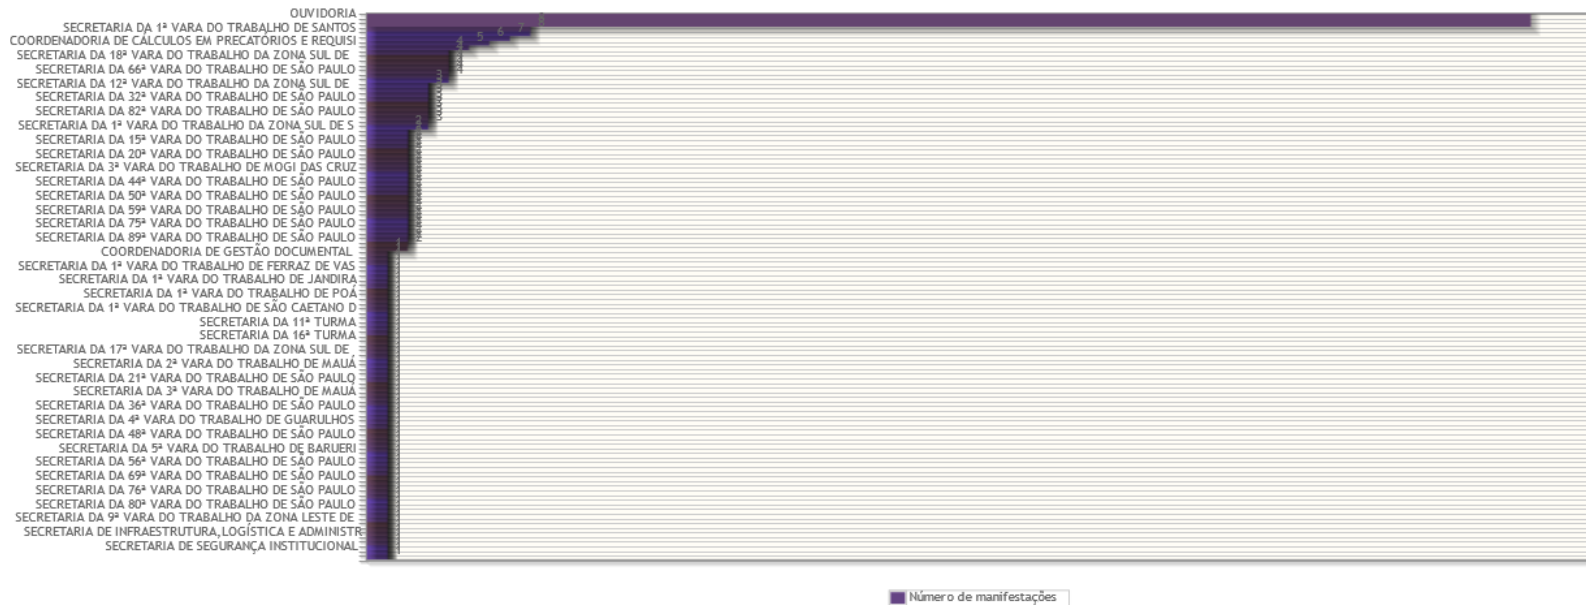 OUVIDORIA
SECRETARIA DA 1ª VARA DO TRABALHO DE SANTOS
COORDENADORIA DE CÁLCULOS EM PRECATÓRIOS E REQUISI
SECRETARIA DA 18ª VARA DO TRABALHO DA ZONA SUL DE
SECRETARIA DA 66ª VARA DO TRABALHO DE SÃO PAULO
SECRETARIA DA 12ª VARA DO TRABALHO DA ZONA SUL DE
SECRETARIA DA 32ª VARA DO TRABALHO DE SÃO PAULO
SECRETARIA DA 82ª VARA DO TRABALHO DE SÃO PAULO
SECRETARIA DA 1ª VARA DO TRABALHO DA ZONA SUL DE S
SECRETARIA DA 15ª VARA DO TRABALHO DE SÃO PAULO
SECRETARIA DA 20ª VARA DO TRABALHO DE SÃO PAULO
SECRETARIA DA 3ª VARA DO TRABALHO DE MOGI DAS CRUZ
SECRETARIA DA 44ª VARA DO TRABALHO DE SÃO PAULO
SECRETARIA DA 50ª VARA DO TRABALHO DE SÃO PAULO
SECRETARIA DA 59ª VARA DO TRABALHO DE SÃO PAULO
SECRETARIA DA 75ª VARA DO TRABALHO DE SÃO PAULO
SECRETARIA DA 89ª VARA DO TRABALHO DE SÃO PAULO
COORDENADORIA DE GESTÃO DOCUMENTAL
SECRETARIA DA 1ª VARA DO TRABALHO DE FERRAZ DE VAS
SECRETARIA DA 1ª VARA DO TRABALHO DE JANDIRA
SECRETARIA DA 1ª VARA DO TRABALHO DE POÁ
SECRETARIA DA 1ª VARA DO TRABALHO DE SÃO CAETANO D
SECRETARIA DA 11ª TURMA
SECRETARIA DA 16ª TURMA
SECRETARIA DA 17ª VARA DO TRABALHO DA ZONA SUL DE
SECRETARIA DA 2ª VARA DO TRABALHO DE MAUÁ
SECRETARIA DA 21ª VARA DO TRABALHO DE SÃO PAULO
SECRETARIA DA 3ª VARA DO TRABALHO DE MAUÁ
SECRETARIA DA 36ª VARA DO TRABALHO DE SÃO PAULO
SECRETARIA DA 4ª VARA DO TRABALHO DE GUARULHOS
SECRETARIA DA 48ª VARA DO TRABALHO DE SÃO PAULO
SECRETARIA DA 5ª VARA DO TRABALHO DE BARUERI
SECRETARIA DA 56ª VARA DO TRABALHO DE SÃO PAULO
SECRETARIA DA 69ª VARA DO TRABALHO DE SÃO PAULO
SECRETARIA DA 76ª VARA DO TRABALHO DE SÃO PAULO
SECRETARIA DA 80ª VARA DO TRABALHO DE SÃO PAULO
SECRETARIA DA 9ª VARA DO TRABALHO DA ZONA LESTE DE
SECRETARIA DE INFRAESTRUTURA,LOGÍSTICA E ADMINISTR
SECRETARIA DE SEGURANÇA INSTITUCIONAL
7
6
5
4
Número de manifestações